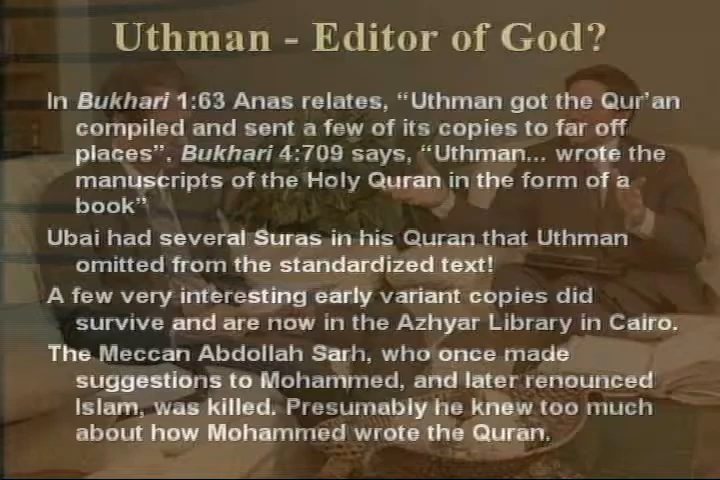 Uthman - Editor of God?
In Bukhari 1:63 Anas relates, “Uthman got the Qur'an
compiled and sent a few of its copies to far off
places”. Bukhari 4:709 says, “Uthman... wrote the
manuscripts of the Holy Quran in the form of a
book”
Ubai had several Suras in his Quran that Uthman
omitted from the standardized text!
A few very interesting early variant copies did
survive and are now in the Azhyar Library in Cairo.
The Meccan Abdollah Sarh, who once made
suggestions to Mohammed, and later renounced
Islam, was killed. Presumably he knew too much
about how Mohammed wrote the Quran.